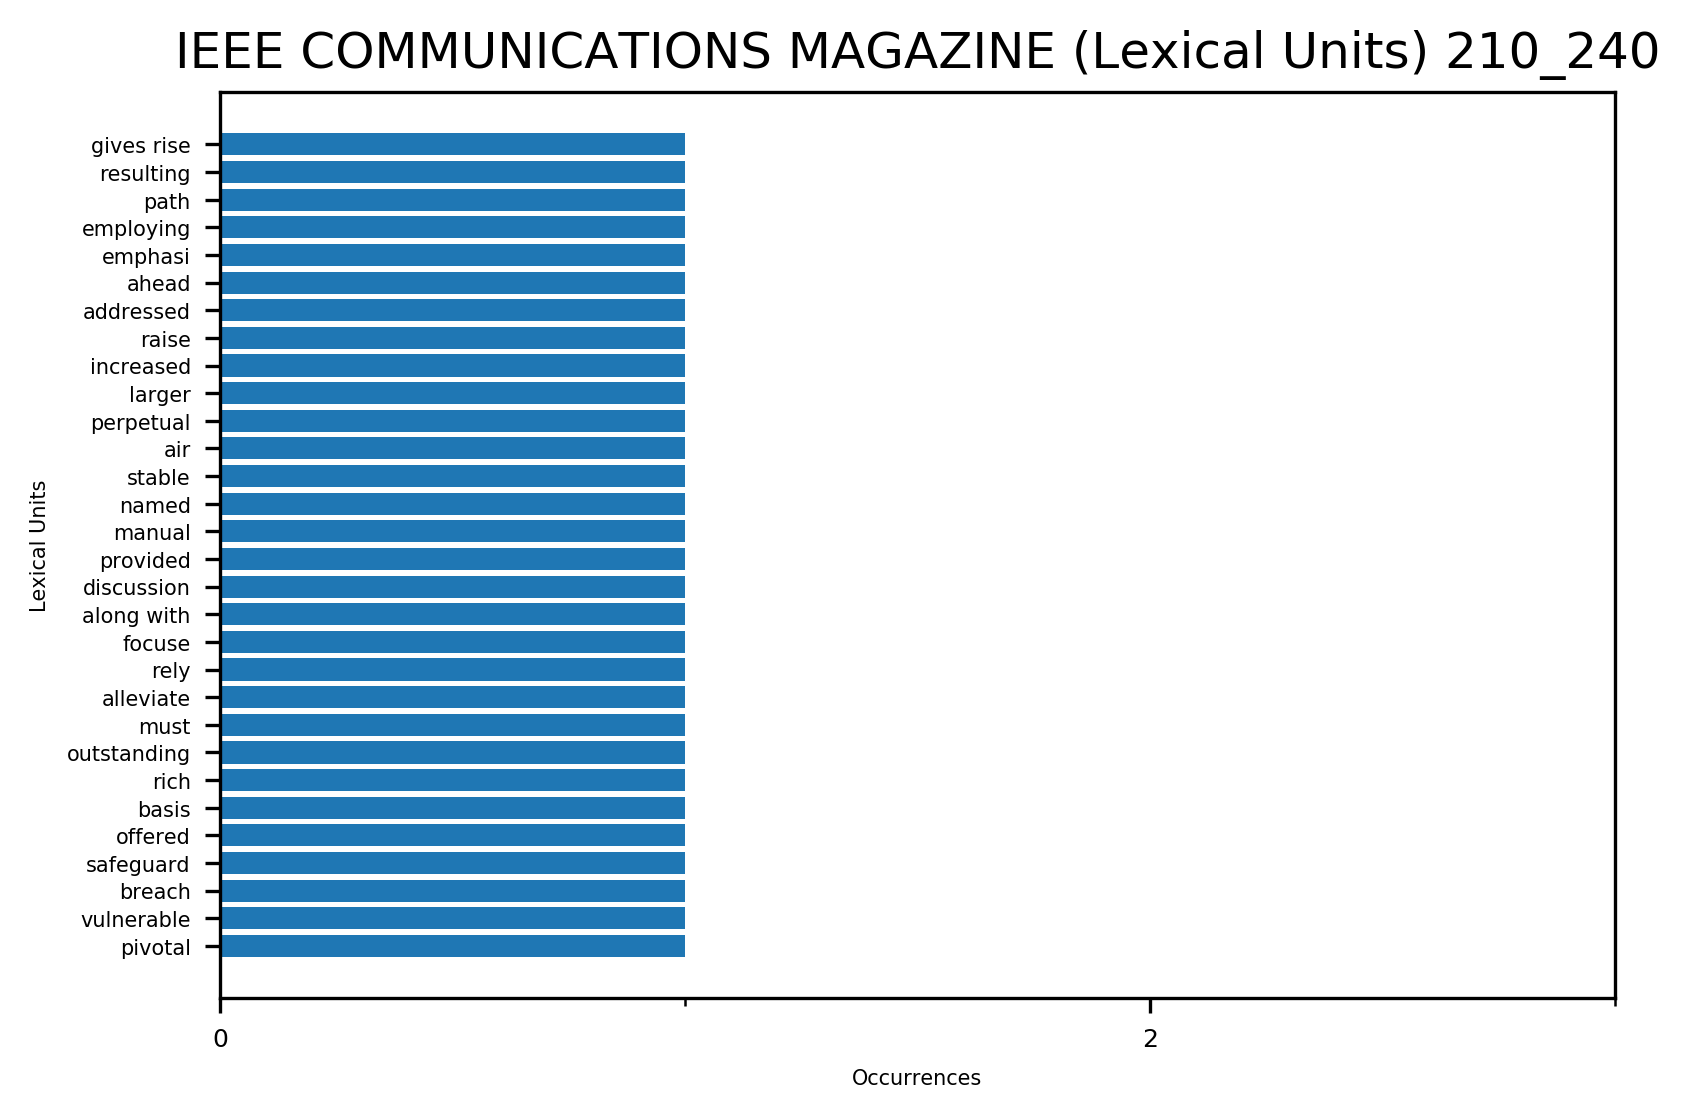 IEEE COMMUNICATIONS MAGAZINE (Lexical Units) 210_240
gives rise
resulting
path
employing
emphasi
ahead
addressed
raise
increased
larger
perpetual
air
stable
named
manual
provided
discussion
along with
focuse
rely
alleviate
must
outstanding
rich
basis
offered
safeguard
breach
vulnerable
pivotal
Lexical Units
0 2
Occurrences